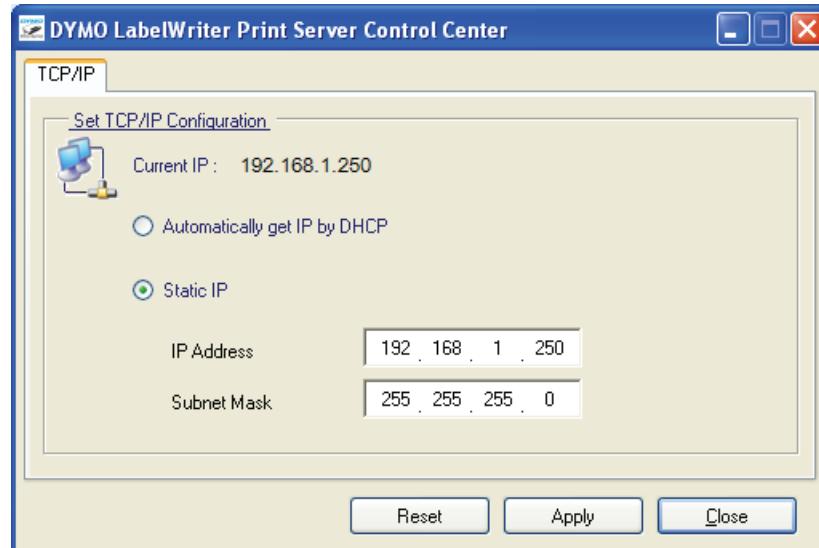 DYMO LabelWriter Print Server Control Center
TCP/IP
Set TCP/IP Configuration
Current IP : 192.168.1.250
Automatically get IP by DHCP
Static IP
IP Address 192 . 168 . 1 . 250
Subnet Mask 255 . 255 . 255 . 0
Reset Apply Close